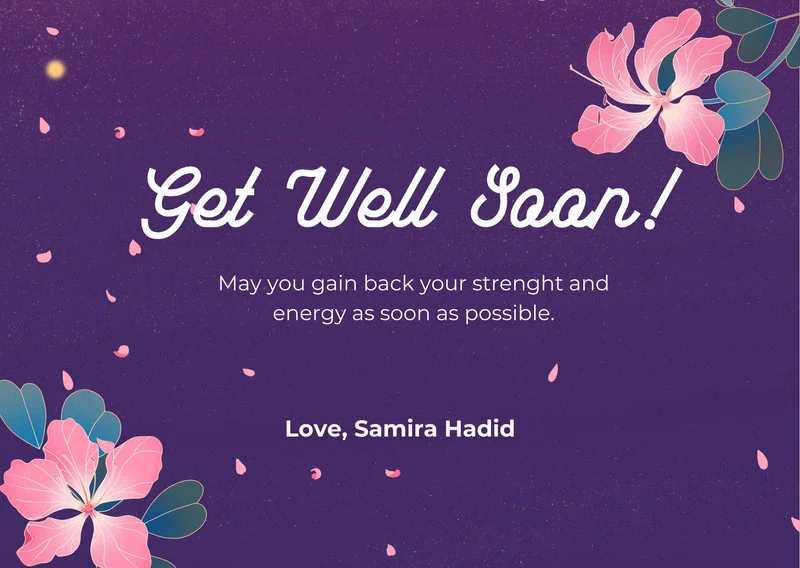 Get Well Soon!
May you gain back your strenght and
energy as soon as possible.
Love, Samira Hadid